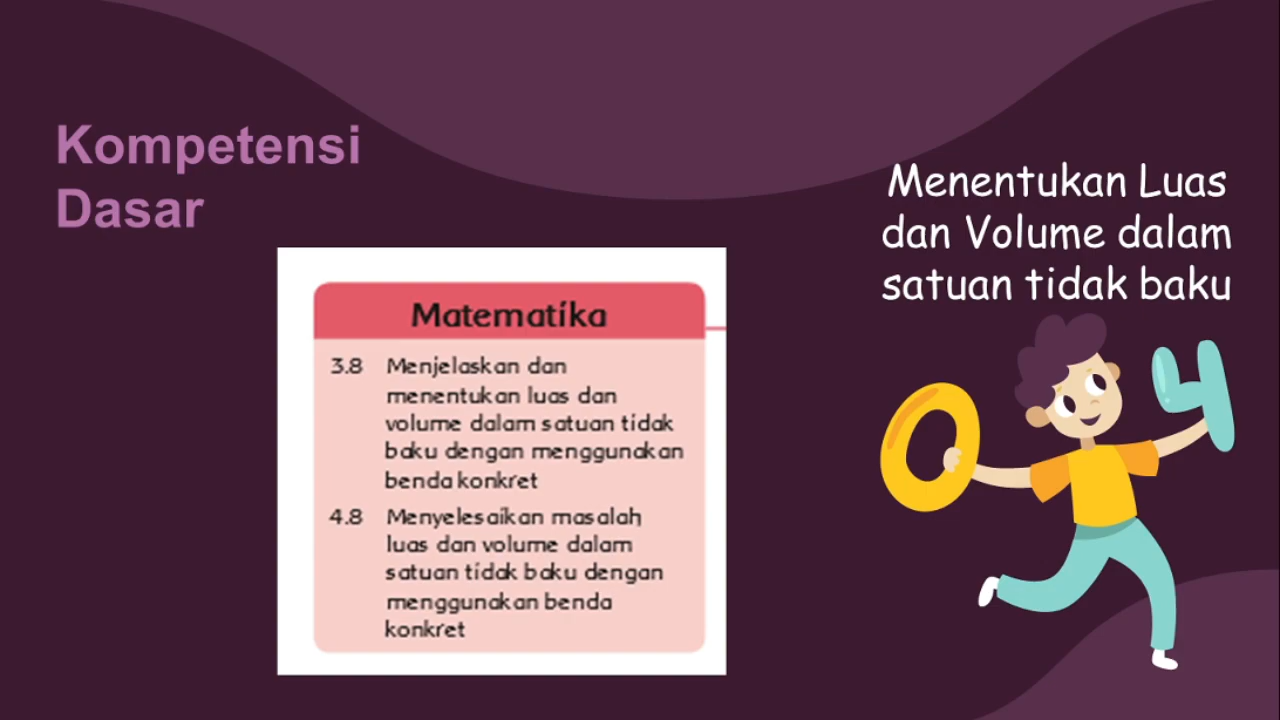 Kompetensi
Dasar
Menentukan Luas
dan Volume dalam
satuan tidak baku
Matematika
3.8 Menjelaskan dan
menentukan luas dan
volume dalam satuan tidak
baku dengan menggunakan
benda konkret
4.8 Menyelesaikan masalah
luas dan volume dalam
satuan tidak baku dengan
menggunakan benda
konkret
0 4